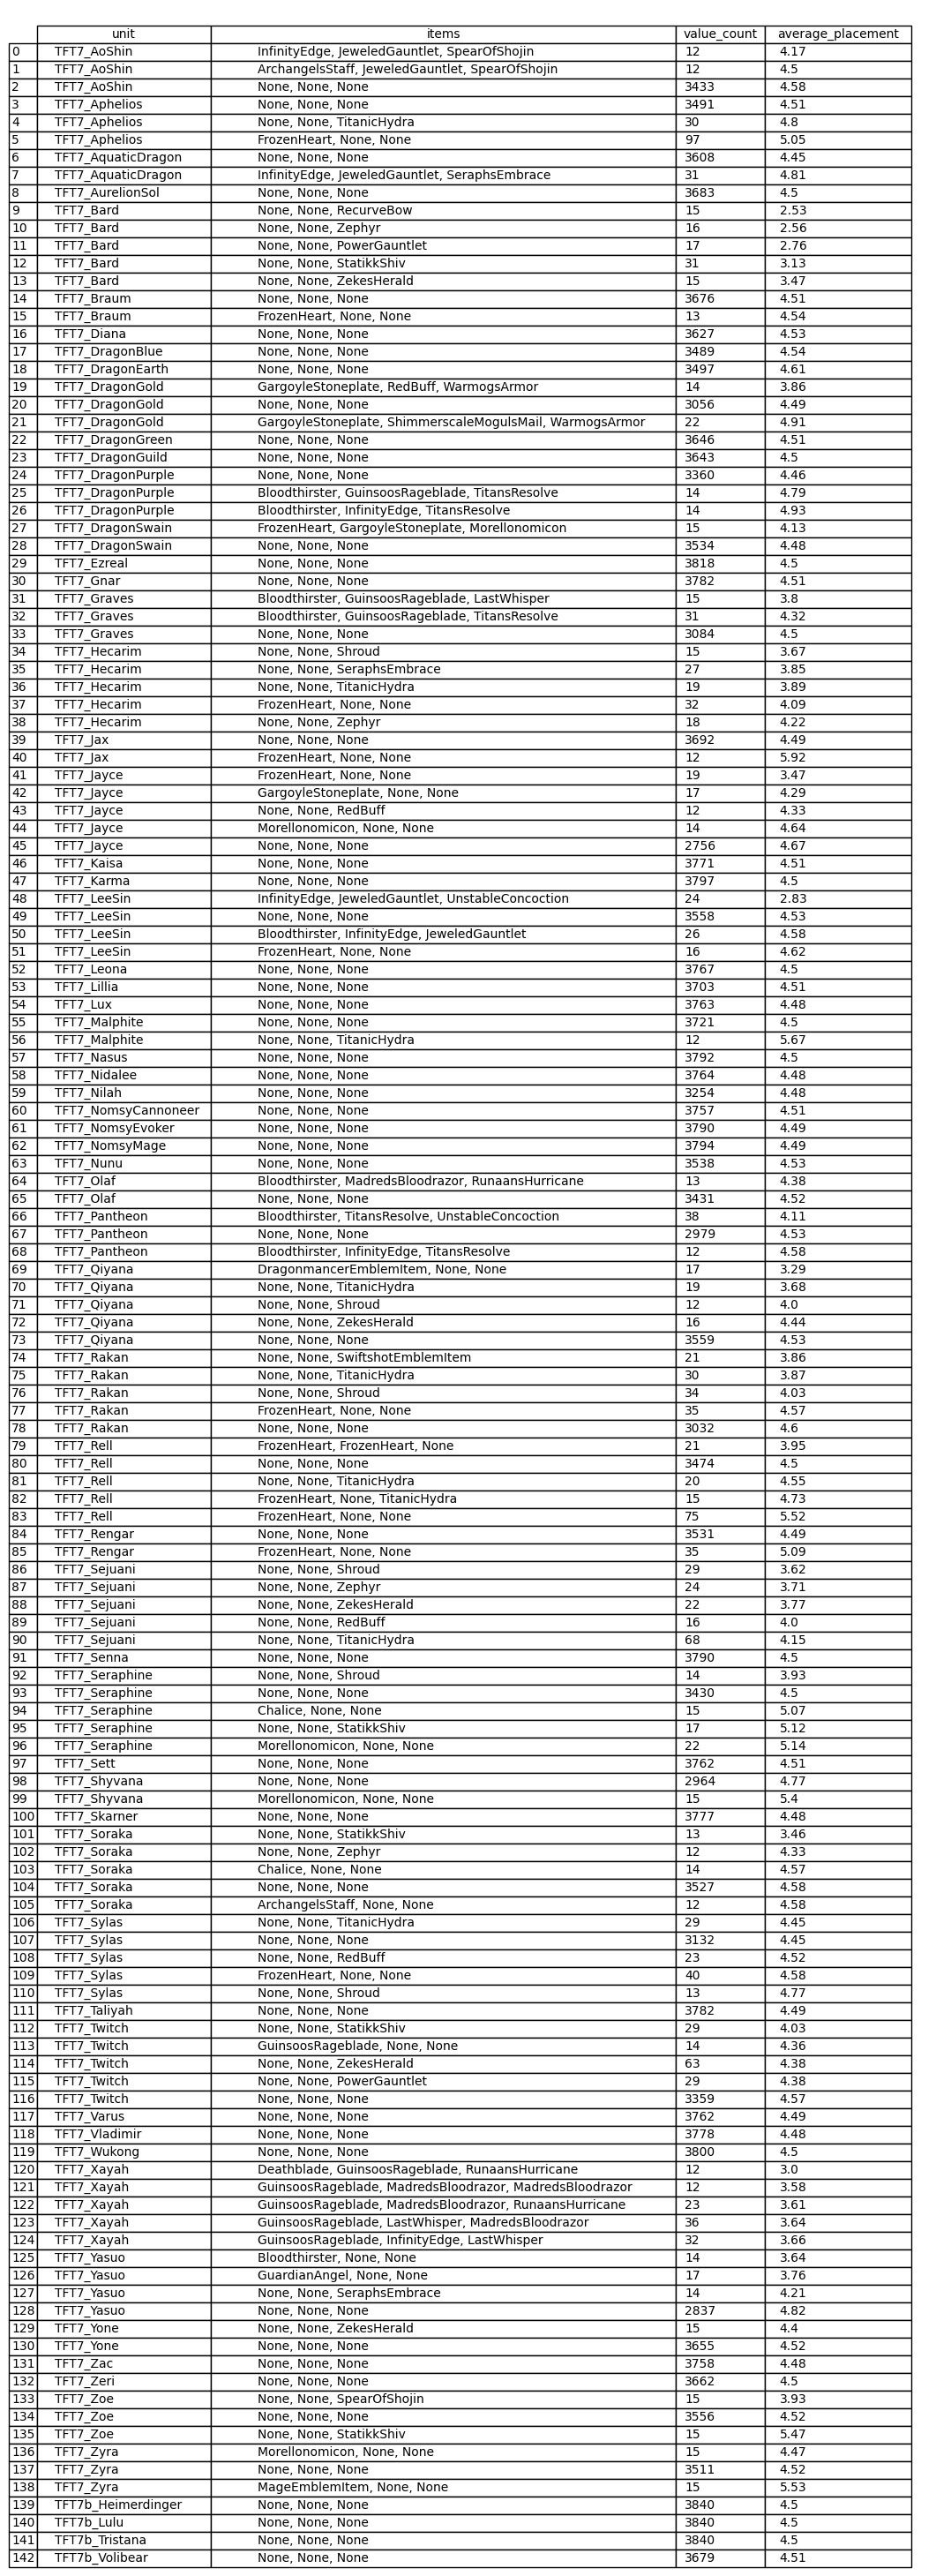 unit items value_count average_placement
0 TFT7_AoShin InfinityEdge, JeweledGauntlet, SpearOfShojin 12 4.17
1 TFT7_AoShin ArchangelsStaff, JeweledGauntlet, SpearOfShojin 12 4.5
2 TFT7_AoShin None, None, None 3433 4.58
3 TFT7_Aphelios None, None, None 3491 4.51
4 TFT7_Aphelios None, None, TitanicHydra 30 4.8
5 TFT7_Aphelios FrozenHeart, None, None 97 5.05
6 TFT7_AquaticDragon None, None, None 3608 4.45
7 TFT7_AquaticDragon InfinityEdge, JeweledGauntlet, SeraphsEmbrace 31 4.81
8 TFT7_AurelionSol None, None, None 3683 4.5
9 TFT7_Bard None, None, RecurveBow 15 2.53
10 TFT7_Bard None, None, Zephyr 16 2.56
11 TFT7_Bard None, None, PowerGauntlet 17 2.76
12 TFT7_Bard None, None, StatikkShiv 31 3.13
13 TFT7_Bard None, None, ZekesHerald 15 3.47
14 TFT7_Braum None, None, None 3676 4.51
15 TFT7_Braum FrozenHeart, None, None 13 4.54
16 TFT7_Diana None, None, None 3627 4.53
17 TFT7_DragonBlue None, None, None 3489 4.54
18 TFT7_DragonEarth None, None, None 3497 4.61
19 TFT7_DragonGold GargoyleStoneplate, RedBuff, WarmogsArmor 14 3.86
20 TFT7_DragonGold None, None, None 3056 4.49
21 TFT7_DragonGold GargoyleStoneplate, ShimmerscaleMogulsMail, WarmogsArmor 22 4.91
22 TFT7_DragonGreen None, None, None 3646 4.51
23 TFT7_DragonGuild None, None, None 3643 4.5
24 TFT7_DragonPurple None, None, None 3360 4.46
25 TFT7_DragonPurple Bloodthirster, GuinsoosRageblade, TitansResolve 14 4.79
26 TFT7_DragonPurple Bloodthirster, InfinityEdge, TitansResolve 14 4.93
27 TFT7_DragonSwain FrozenHeart, GargoyleStoneplate, Morellonomicon 15 4.13
28 TFT7_DragonSwain None, None, None 3534 4.48
29 TFT7_Ezreal None, None, None 3818 4.5
30 TFT7_Gnar None, None, None 3782 4.51
31 TFT7_Graves Bloodthirster, GuinsoosRageblade, LastWhisper 15 3.8
32 TFT7_Graves Bloodthirster, GuinsoosRageblade, TitansResolve 31 4.32
33 TFT7_Graves None, None, None 3084 4.5
34 TFT7_Hecarim None, None, Shroud 15 3.67
35 TFT7_Hecarim None, None, SeraphsEmbrace 27 3.85
36 TFT7_Hecarim None, None, TitanicHydra 19 3.89
37 TFT7_Hecarim FrozenHeart, None, None 32 4.09
38 TFT7_Hecarim None, None, Zephyr 18 4.22
39 TFT7_Jax None, None, None 3692 4.49
40 TFT7_Jax FrozenHeart, None, None 12 5.92
41 TFT7_Jayce FrozenHeart, None, None 19 3.47
42 TFT7_Jayce GargoyleStoneplate, None, None 17 4.29
43 TFT7_Jayce None, None, RedBuff 12 4.33
44 TFT7_Jayce Morellonomicon, None, None 14 4.64
45 TFT7_Jayce None, None, None 2756 4.67
46 TFT7_Kaisa None, None, None 3771 4.51
47 TFT7_Karma None, None, None 3797 4.5
48 TFT7_LeeSin InfinityEdge, JeweledGauntlet, UnstableConcoction 24 2.83
49 TFT7_LeeSin None, None, None 3558 4.53
50 TFT7_LeeSin Bloodthirster, InfinityEdge, JeweledGauntlet 26 4.58
51 TFT7_LeeSin FrozenHeart, None, None 16 4.62
52 TFT7_Leona None, None, None 3767 4.5
53 TFT7_Lillia None, None, None 3703 4.51
54 TFT7_Lux None, None, None 3763 4.48
55 TFT7_Malphite None, None, None 3721 4.5
56 TFT7_Malphite None, None, TitanicHydra 12 5.67
57 TFT7_Nasus None, None, None 3792 4.5
58 TFT7_Nidalee None, None, None 3764 4.48
59 TFT7_Nilah None, None, None 3254 4.48
60 TFT7_NomsyCannoneer None, None, None 3757 4.51
61 TFT7_NomsyEvoker None, None, None 3790 4.49
62 TFT7_NomsyMage None, None, None 3794 4.49
63 TFT7_Nunu None, None, None 3538 4.53
64 TFT7_Olaf Bloodthirster, MadredsBloodrazor, RunaansHurricane 13 4.38
65 TFT7_Olaf None, None, None 3431 4.52
66 TFT7_Pantheon Bloodthirster, TitansResolve, UnstableConcoction 38 4.11
67 TFT7_Pantheon None, None, None 2979 4.53
68 TFT7_Pantheon Bloodthirster, InfinityEdge, TitansResolve 12 4.58
69 TFT7_Qiyana DragonmancerEmblemItem, None, None 17 3.29
70 TFT7_Qiyana None, None, TitanicHydra 19 3.68
71 TFT7_Qiyana None, None, Shroud 12 4.0
72 TFT7_Qiyana None, None, ZekesHerald 16 4.44
73 TFT7_Qiyana None, None, None 3559 4.53
74 TFT7_Rakan None, None, SwiftshotEmblemItem 21 3.86
75 TFT7_Rakan None, None, TitanicHydra 30 3.87
76 TFT7_Rakan None, None, Shroud 34 4.03
77 TFT7_Rakan FrozenHeart, None, None 35 4.57
78 TFT7_Rakan None, None, None 3032 4.6
79 TFT7_Rell FrozenHeart, FrozenHeart, None 21 3.95
80 TFT7_Rell None, None, None 3474 4.5
81 TFT7_Rell None, None, TitanicHydra 20 4.55
82 TFT7_Rell FrozenHeart, None, TitanicHydra 15 4.73
83 TFT7_Rell FrozenHeart, None, None 75 5.52
84 TFT7_Rengar None, None, None 3531 4.49
85 TFT7_Rengar FrozenHeart, None, None 35 5.09
86 TFT7_Sejuani None, None, Shroud 29 3.62
87 TFT7_Sejuani None, None, Zephyr 24 3.71
88 TFT7_Sejuani None, None, ZekesHerald 22 3.77
89 TFT7_Sejuani None, None, RedBuff 16 4.0
90 TFT7_Sejuani None, None, TitanicHydra 68 4.15
91 TFT7_Senna None, None, None 3790 4.5
92 TFT7_Seraphine None, None, Shroud 14 3.93
93 TFT7_Seraphine None, None, None 3430 4.5
94 TFT7_Seraphine Chalice, None, None 15 5.07
95 TFT7_Seraphine None, None, StatikkShiv 17 5.12
96 TFT7_Seraphine Morellonomicon, None, None 22 5.14
97 TFT7_Sett None, None, None 3762 4.51
98 TFT7_Shyvana None, None, None 2964 4.77
99 TFT7_Shyvana Morellonomicon, None, None 15 5.4
100 TFT7_Skarner None, None, None 3777 4.48
101 TFT7_Soraka None, None, StatikkShiv 13 3.46
102 TFT7_Soraka None, None, Zephyr 12 4.33
103 TFT7_Soraka Chalice, None, None 14 4.57
104 TFT7_Soraka None, None, None 3527 4.58
105 TFT7_Soraka ArchangelsStaff, None, None 12 4.58
106 TFT7_Sylas None, None, TitanicHydra 29 4.45
107 TFT7_Sylas None, None, None 3132 4.45
108 TFT7_Sylas None, None, RedBuff 23 4.52
109 TFT7_Sylas FrozenHeart, None, None 40 4.58
110 TFT7_Sylas None, None, Shroud 13 4.77
111 TFT7_Taliyah None, None, None 3782 4.49
112 TFT7_Twitch None, None, StatikkShiv 29 4.03
113 TFT7_Twitch GuinsoosRageblade, None, None 14 4.36
114 TFT7_Twitch None, None, ZekesHerald 63 4.38
115 TFT7_Twitch None, None, PowerGauntlet 29 4.38
116 TFT7_Twitch None, None, None 3359 4.57
117 TFT7_Varus None, None, None 3762 4.49
118 TFT7_Vladimir None, None, None 3778 4.48
119 TFT7_Wukong None, None, None 3800 4.5
120 TFT7_Xayah Deathblade, GuinsoosRageblade, RunaansHurricane 12 3.0
121 TFT7_Xayah GuinsoosRageblade, MadredsBloodrazor, MadredsBloodrazor 12 3.58
122 TFT7_Xayah GuinsoosRageblade, MadredsBloodrazor, RunaansHurricane 23 3.61
123 TFT7_Xayah GuinsoosRageblade, LastWhisper, MadredsBloodrazor 36 3.64
124 TFT7_Xayah GuinsoosRageblade, InfinityEdge, LastWhisper 32 3.66
125 TFT7_Yasuo Bloodthirster, None, None 14 3.64
126 TFT7_Yasuo GuardianAngel, None, None 17 3.76
127 TFT7_Yasuo None, None, SeraphsEmbrace 14 4.21
128 TFT7_Yasuo None, None, None 2837 4.82
129 TFT7_Yone None, None, ZekesHerald 15 4.4
130 TFT7_Yone None, None, None 3655 4.52
131 TFT7_Zac None, None, None 3758 4.48
132 TFT7_Zeri None, None, None 3662 4.5
133 TFT7_Zoe None, None, SpearOfShojin 15 3.93
134 TFT7_Zoe None, None, None 3556 4.52
135 TFT7_Zoe None, None, StatikkShiv 15 5.47
136 TFT7_Zyra Morellonomicon, None, None 15 4.47
137 TFT7_Zyra None, None, None 3511 4.52
138 TFT7_Zyra MageEmblemItem, None, None 15 5.53
139 TFT7b_Heimerdinger None, None, None 3840 4.5
140 TFT7b_Lulu None, None, None 3840 4.5
141 TFT7b_Tristana None, None, None 3840 4.5
142 TFT7b_Volibear None, None, None 3679 4.51